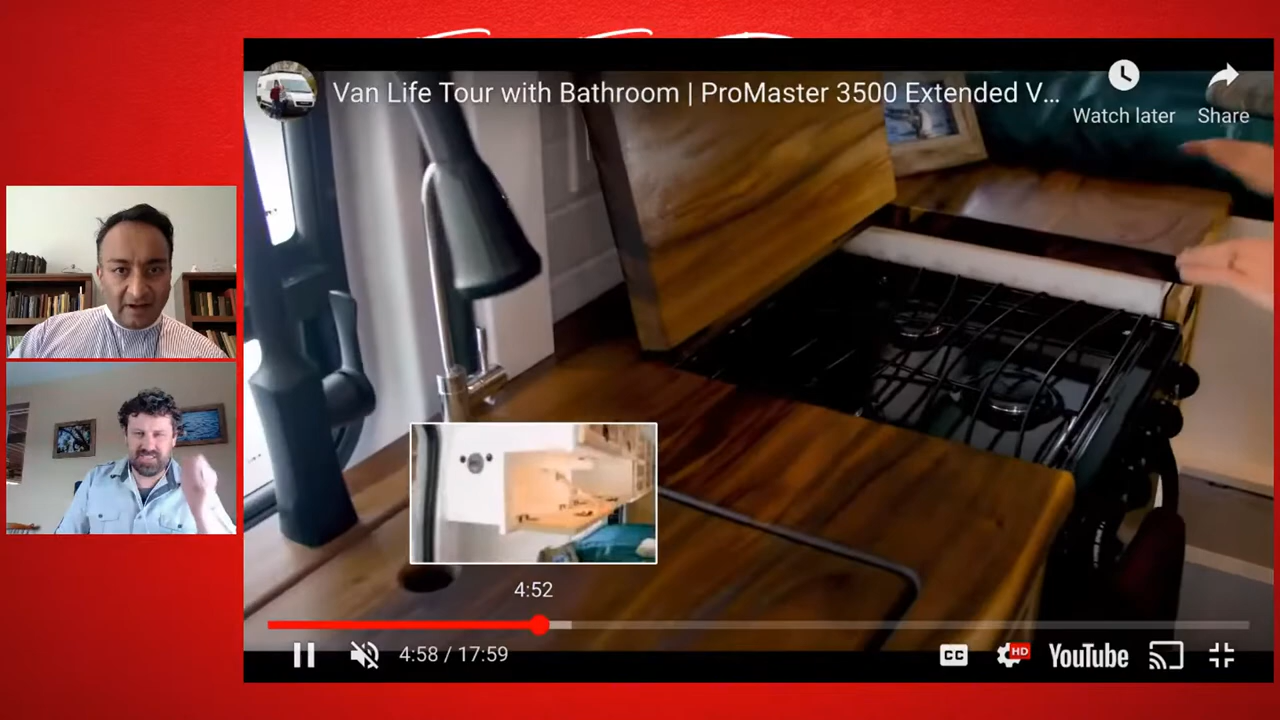 Van Life Tour with Bathroom | ProMaster 3500 Extended V...
Watch later
Share
4:52
4:58 / 17:59
CC
HD
YouTube